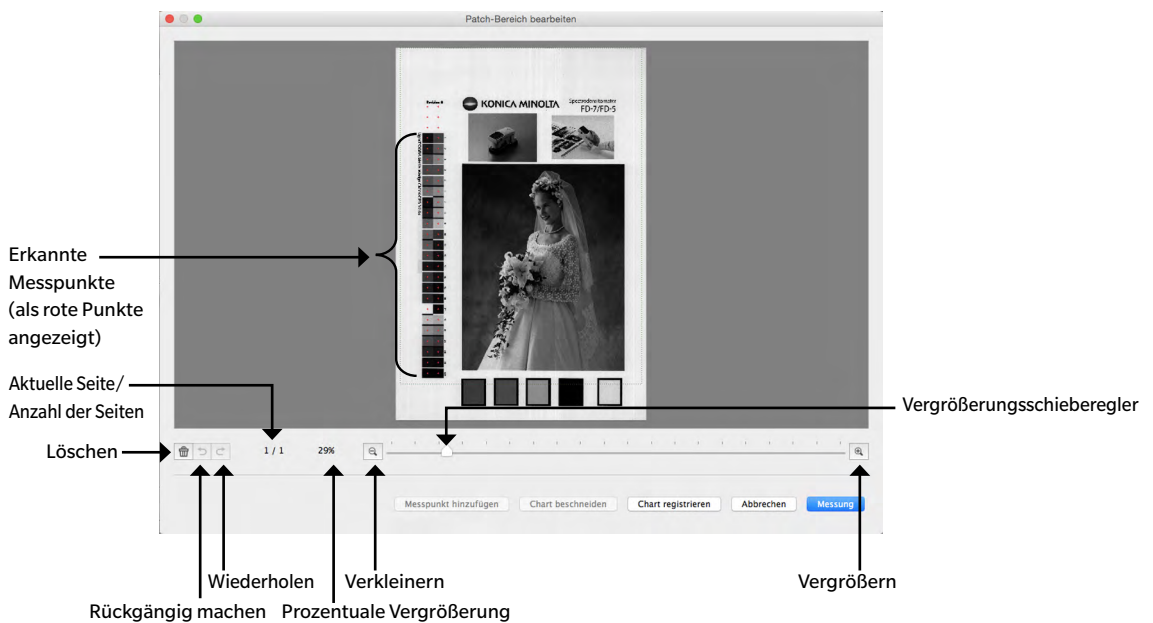 Patch-Bereich bearbeiten
KONICA MINOLTA
Spectrodensitometer
FD-7/FD-5
Erkannte
Messpunkte
(als rote Punkte
angezeigt)
Aktuelle Seite/
Anzahl der Seiten
Vergrößerungsschieberegler
Löschen
1 / 1
29%
Messpunkt hinzufügen
Chart beschneiden
Chart registrieren
Abbrechen
Messung
Wiederholen
Verkleinern
Vergrößern
Rückgängig machen
Prozentuale Vergrößerung